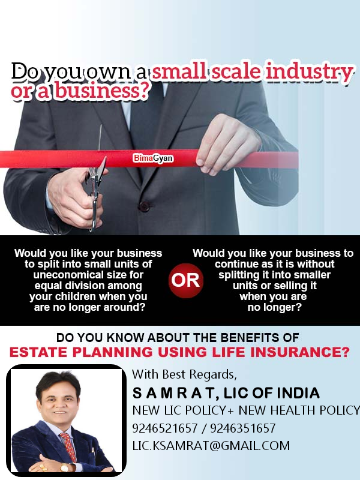 Do you own a small scale industry
or a business?
BimaGyan
Would you like your business
to split into small units of
uneconomical size for
equal division among
your children when you
are no longer around?
OR
Would you like your business to
continue as it is without
splitting it into smaller
units or selling it
when you are
no longer?
DO YOU KNOW ABOUT THE BENEFITS OF
ESTATE PLANNING USING LIFE INSURANCE?
With Best Regards,
S A M R A T, LIC OF INDIA
NEW LIC POLICY+ NEW HEALTH POLICY
9246521657 / 9246351657
LIC.KSAMRAT@GMAIL.COM